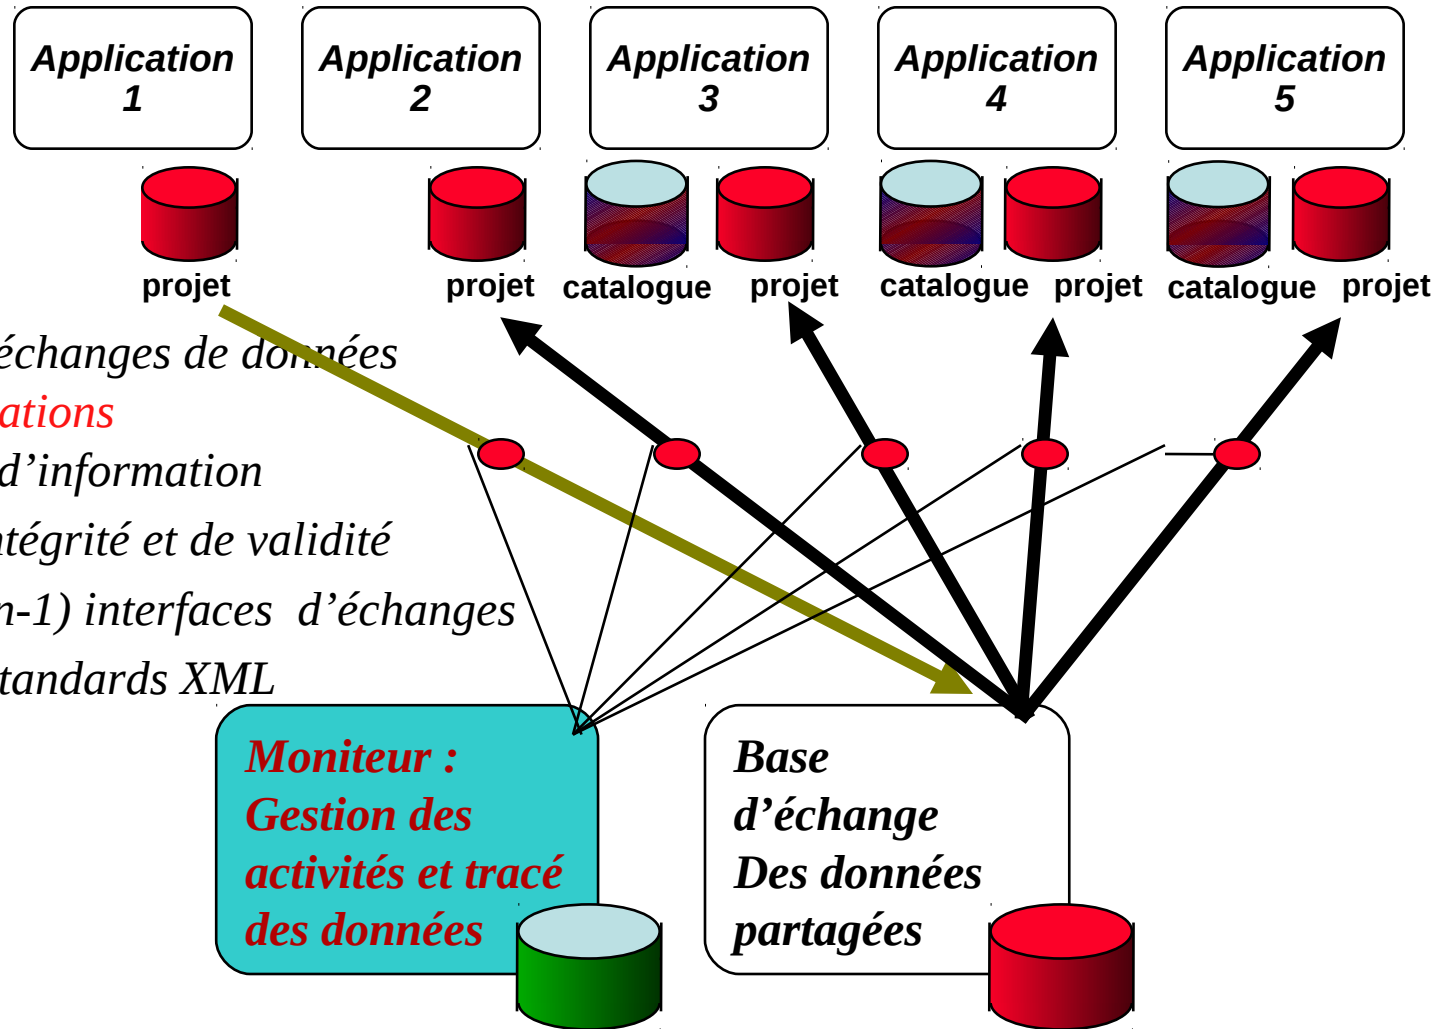 Application
1
Application
2
Application
3
Application
4
Application
5
projet
projet
catalogue
projet
catalogue
projet
catalogue
projet
échanges de données
ations
d’information
ntégrité et de validité
n-1) interfaces d’échanges
tandards XML
Moniteur :
Gestion des
activités et tracé
des données
Base
d’échange
Des données
partagées